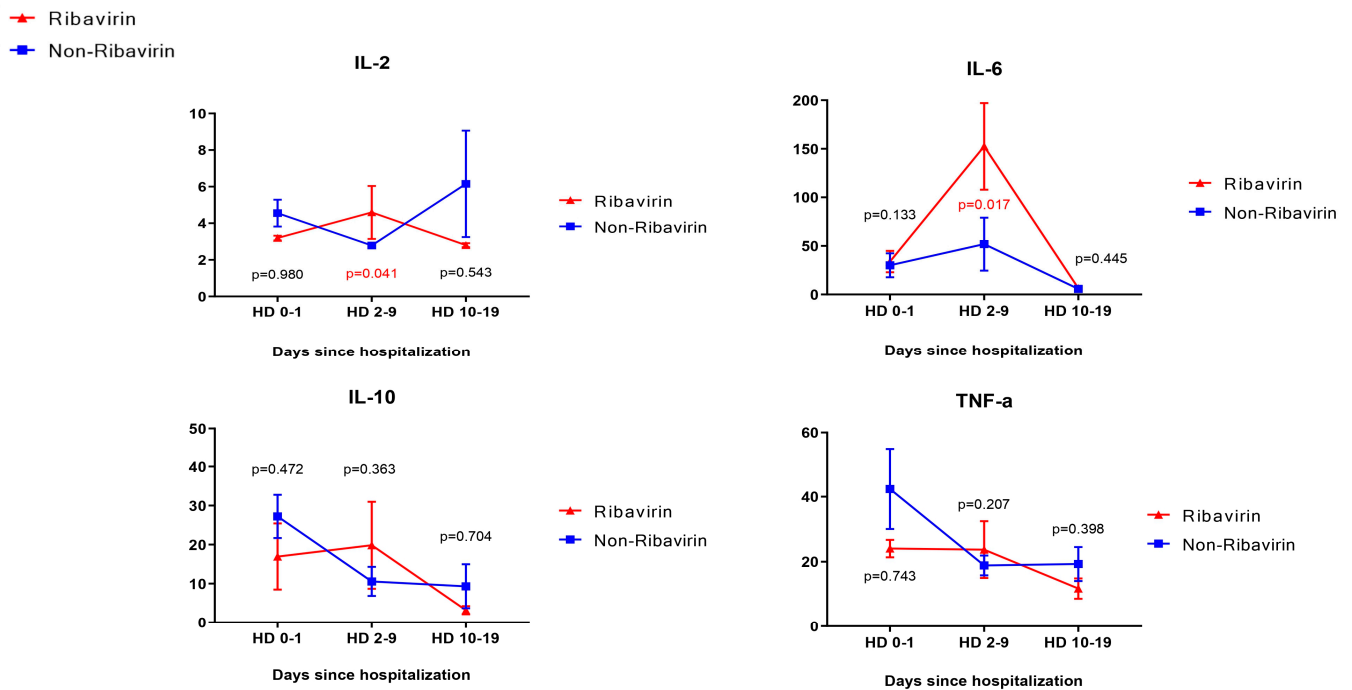 Ribavirin
Non-Ribavirin
IL-2
10
8
6
4
2
0
p=0.980
p=0.041
p=0.543
HD 0-1
HD 2-9
HD 10-19
Days since hospitalization
Ribavirin
Non-Ribavirin
IL-6
200
150
100
50
0
p=0.133
p=0.017
p=0.445
HD 0-1
HD 2-9
HD 10-19
Days since hospitalization
Ribavirin
Non-Ribavirin
IL-10
50
40
30
20
10
0
p=0.472
p=0.363
p=0.704
HD 0-1
HD 2-9
HD 10-19
Days since hospitalization
Ribavirin
Non-Ribavirin
TNF-a
60
40
20
0
p=0.743
p=0.207
p=0.398
HD 0-1
HD 2-9
HD 10-19
Days since hospitalization
Ribavirin
Non-Ribavirin